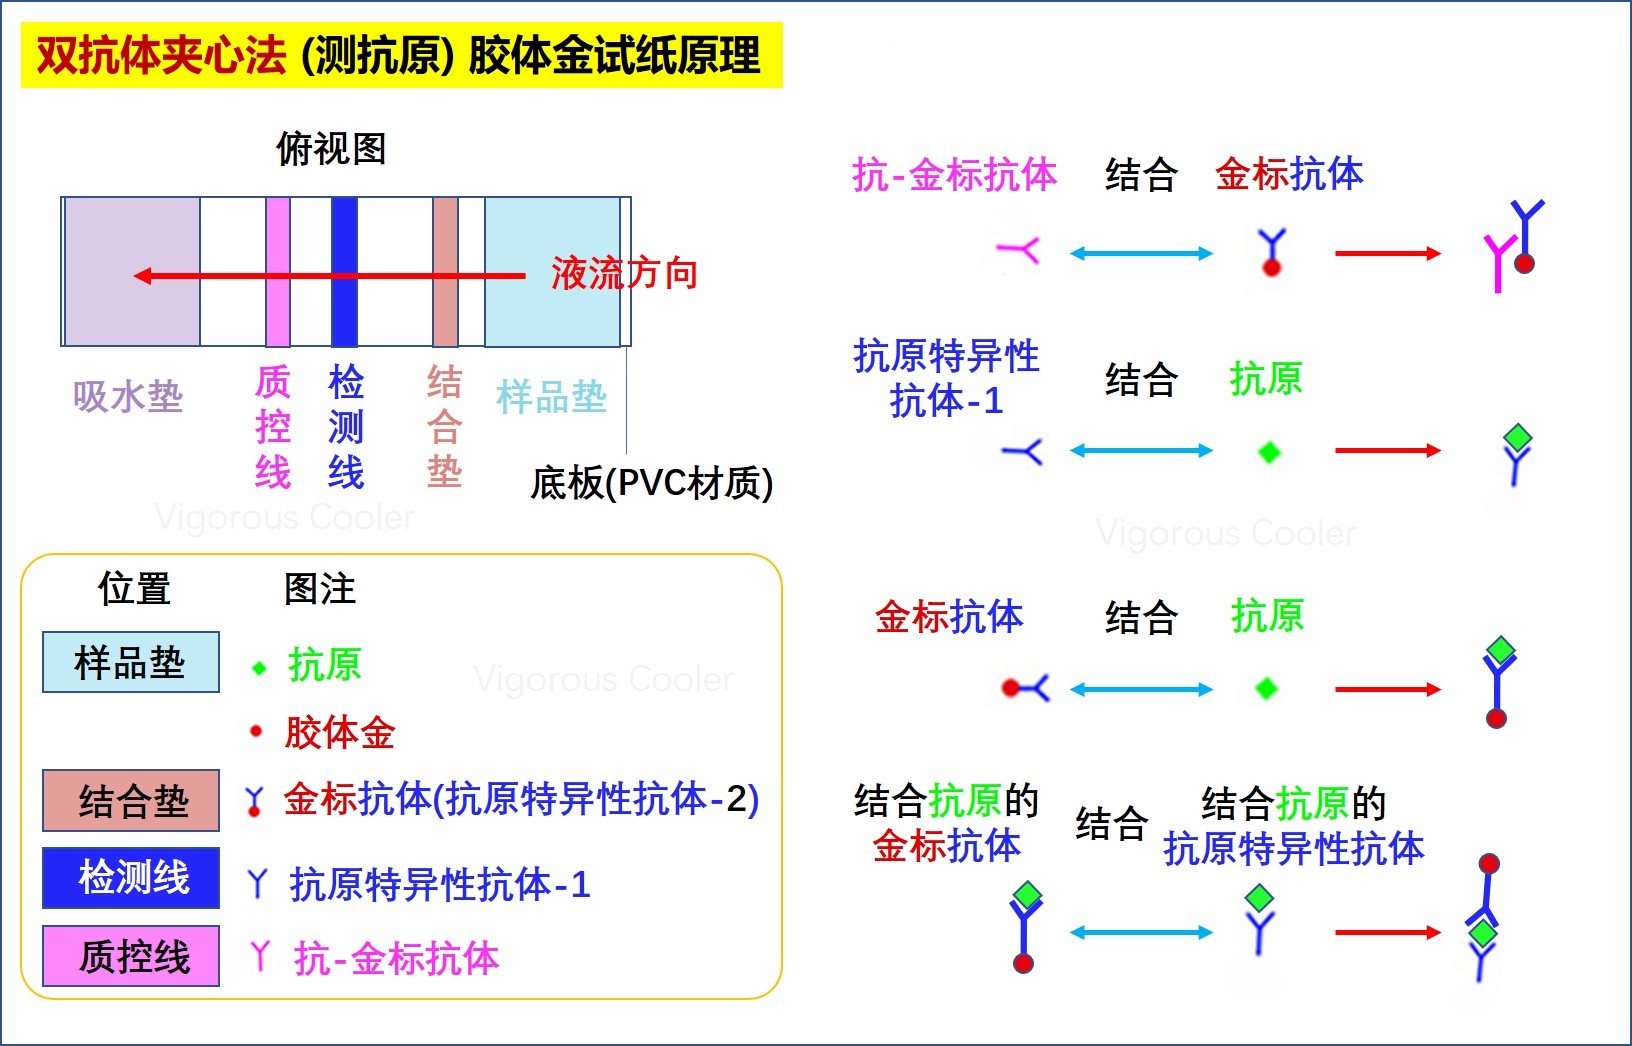 双抗体夹心法 (测抗原) 胶体金试纸原理
俯视图
液流方向
吸水垫
质控线
检测线
结合垫
样品垫
底板(PVC材质)
Vigorous Cooler
位置 图注
样品垫 抗原
Vigorous Cooler
胶体金
结合垫 金标抗体(抗原特异性抗体-2)
检测线 抗原特异性抗体-1
质控线 抗-金标抗体
抗-金标抗体 结合 金标抗体
抗原特异性
抗体-1
结合 抗原
Vigorous Cooler
金标抗体 结合 抗原
结合抗原的
金标抗体
结合
结合抗原的
抗原特异性抗体